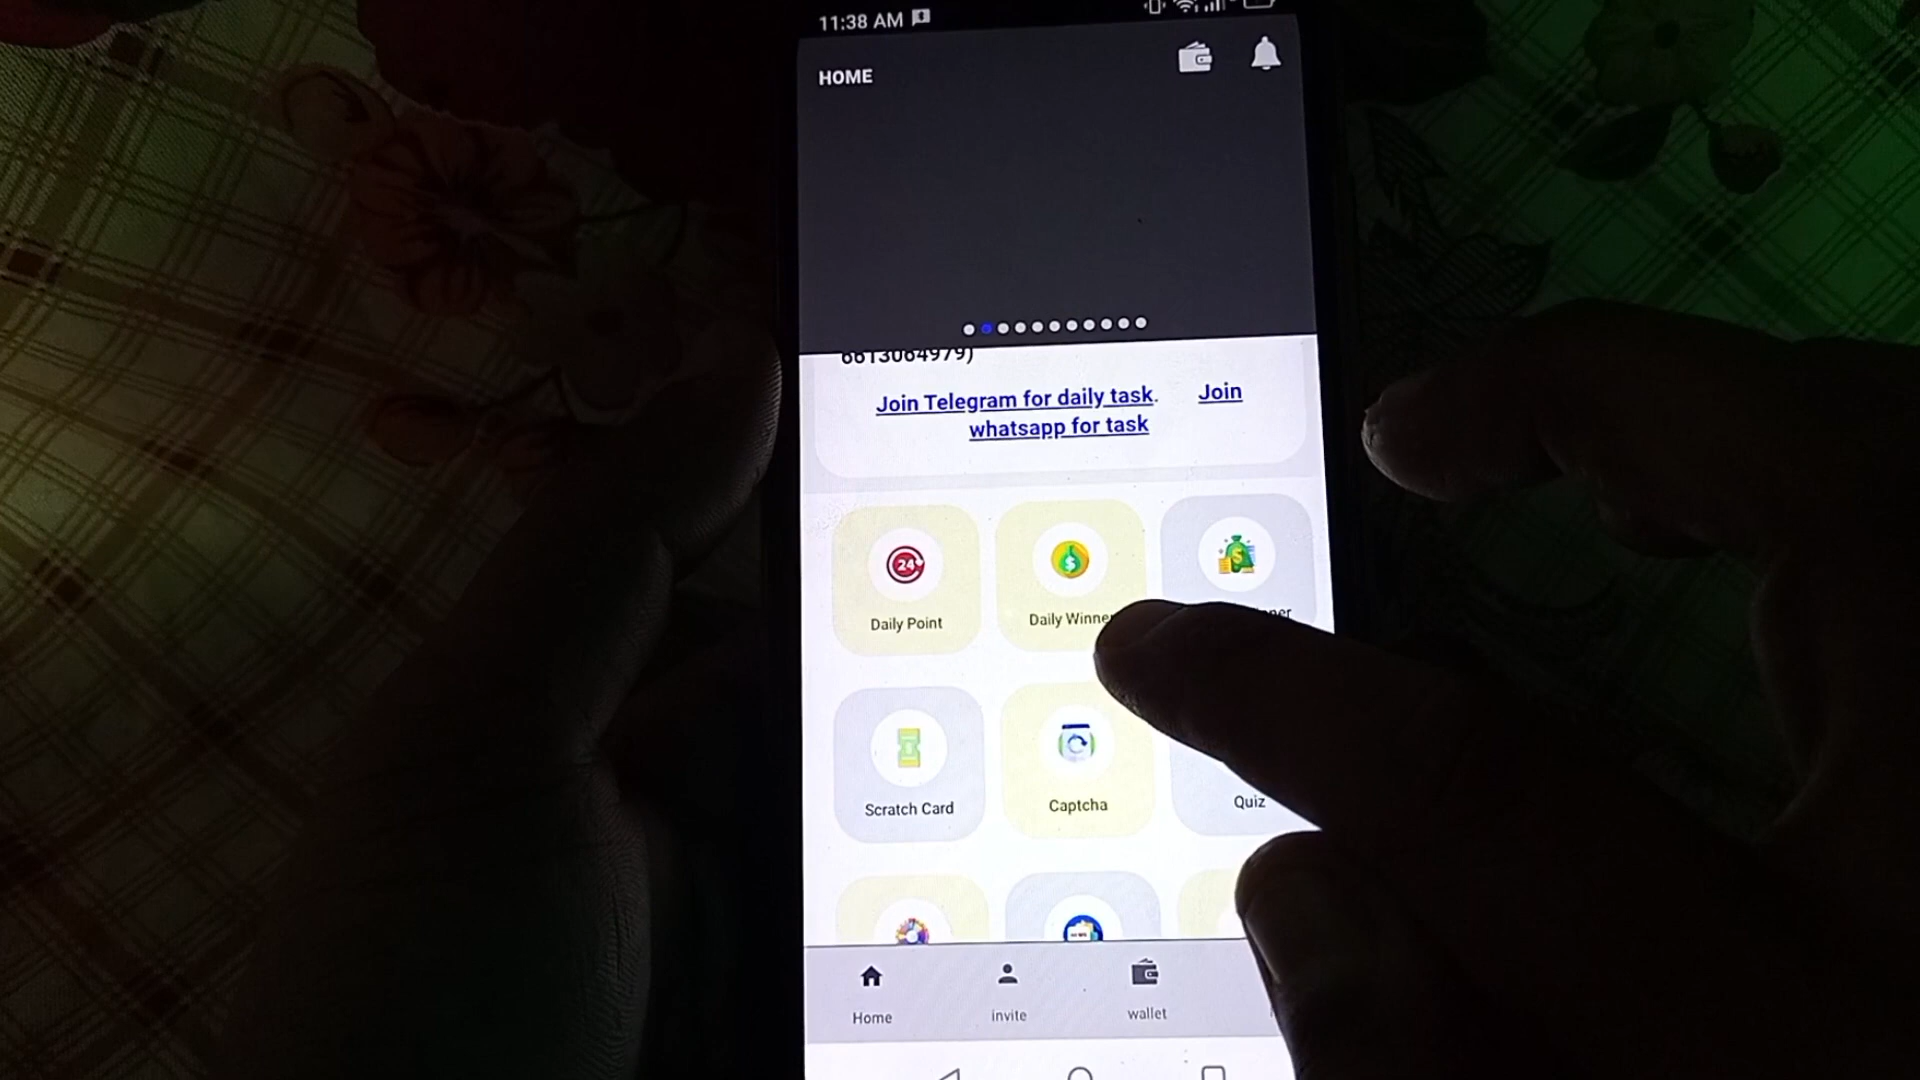 11:38 AM
HOME
6613064979)
Join Telegram for daily task. Join
whatsapp for task
24
Daily Point
Daily Winner
Scratch Card
Captcha
Quiz
Home
invite
wallet